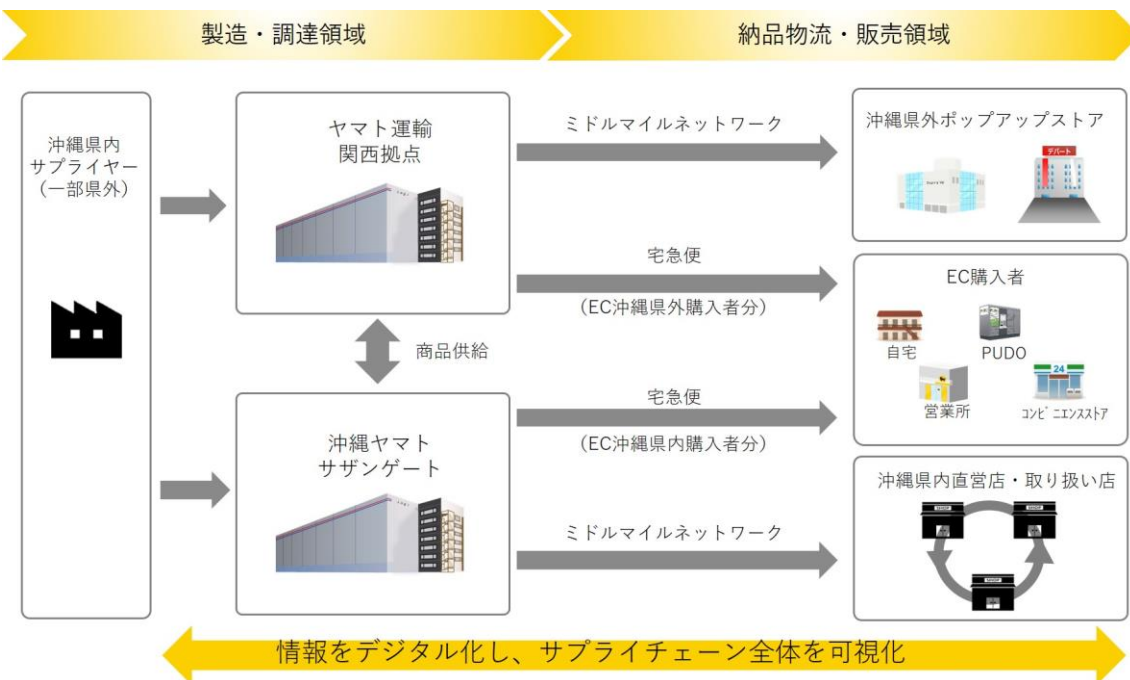 製造・調達領域
納品物流・販売領域
沖縄県内
サプライヤー
(一部県外)
ヤマト運輸
関西拠点
商品供給
沖縄ヤマト
サザンゲート
ミドルマイルネットワーク
宅急便
(EC沖縄県外購入者分)
宅急便
(EC沖縄県内購入者分)
ミドルマイルネットワーク
沖縄県外ポップアップストア
デパート
EC購入者
自宅
PUDO
営業所
24
コンビニエンスストア
沖縄県内直営店・取り扱い店
SHOP
SHOP
SHOP
情報をデジタル化し、サプライチェーン全体を可視化